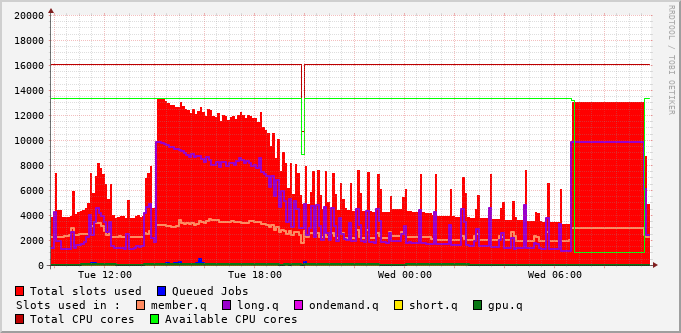 20000
18000
16000
14000
12000
10000
8000
6000
4000
2000
0
Tue 12:00 Tue 18:00 Wed 00:00 Wed 06:00
Total slots used Queued Jobs
Slots used in : member.q long.q ondemand.q short.q gpu.q
Total CPU cores Available CPU cores
RRDTOOL / TOBI OETIKER